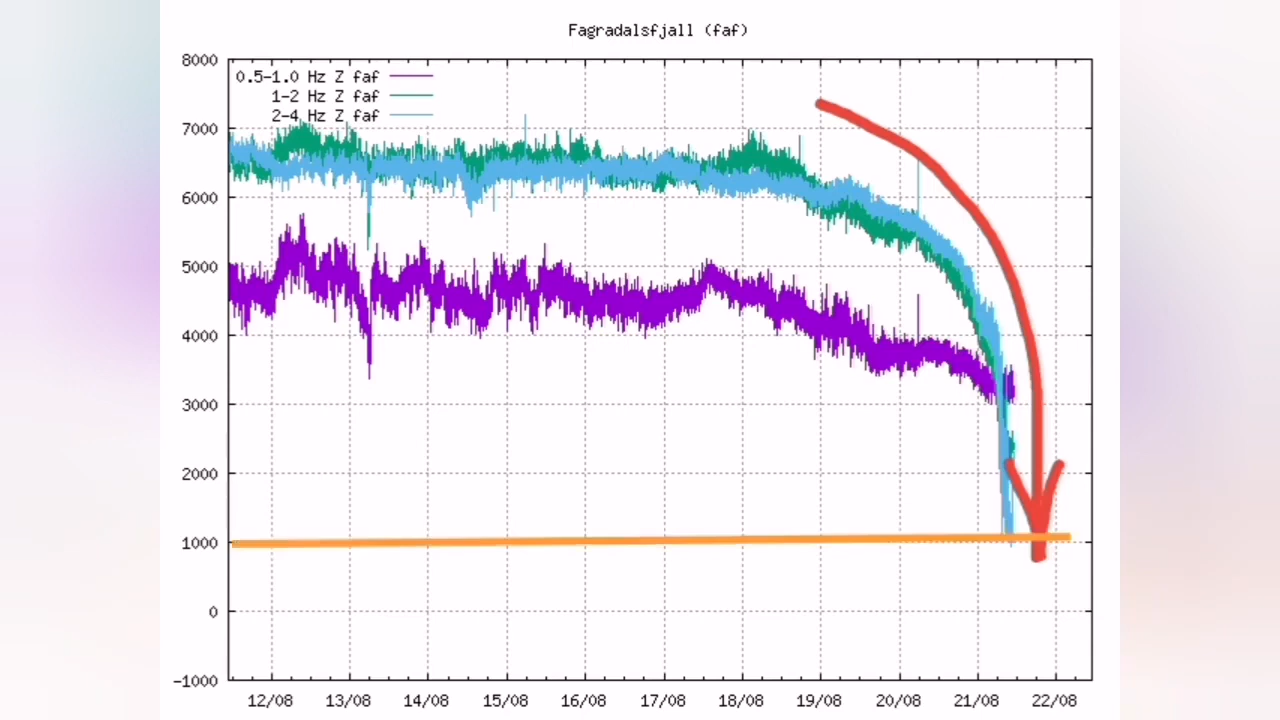 Fagradalsfjall (faf)
8000
0.5-1.0 Hz Z faf
1-2 Hz Z faf
2-4 Hz Z faf
7000
6000
5000
4000
3000
2000
1000
0
-1000
12/08 13/08 14/08 15/08 16/08 17/08 18/08 19/08 20/08 21/08 22/08